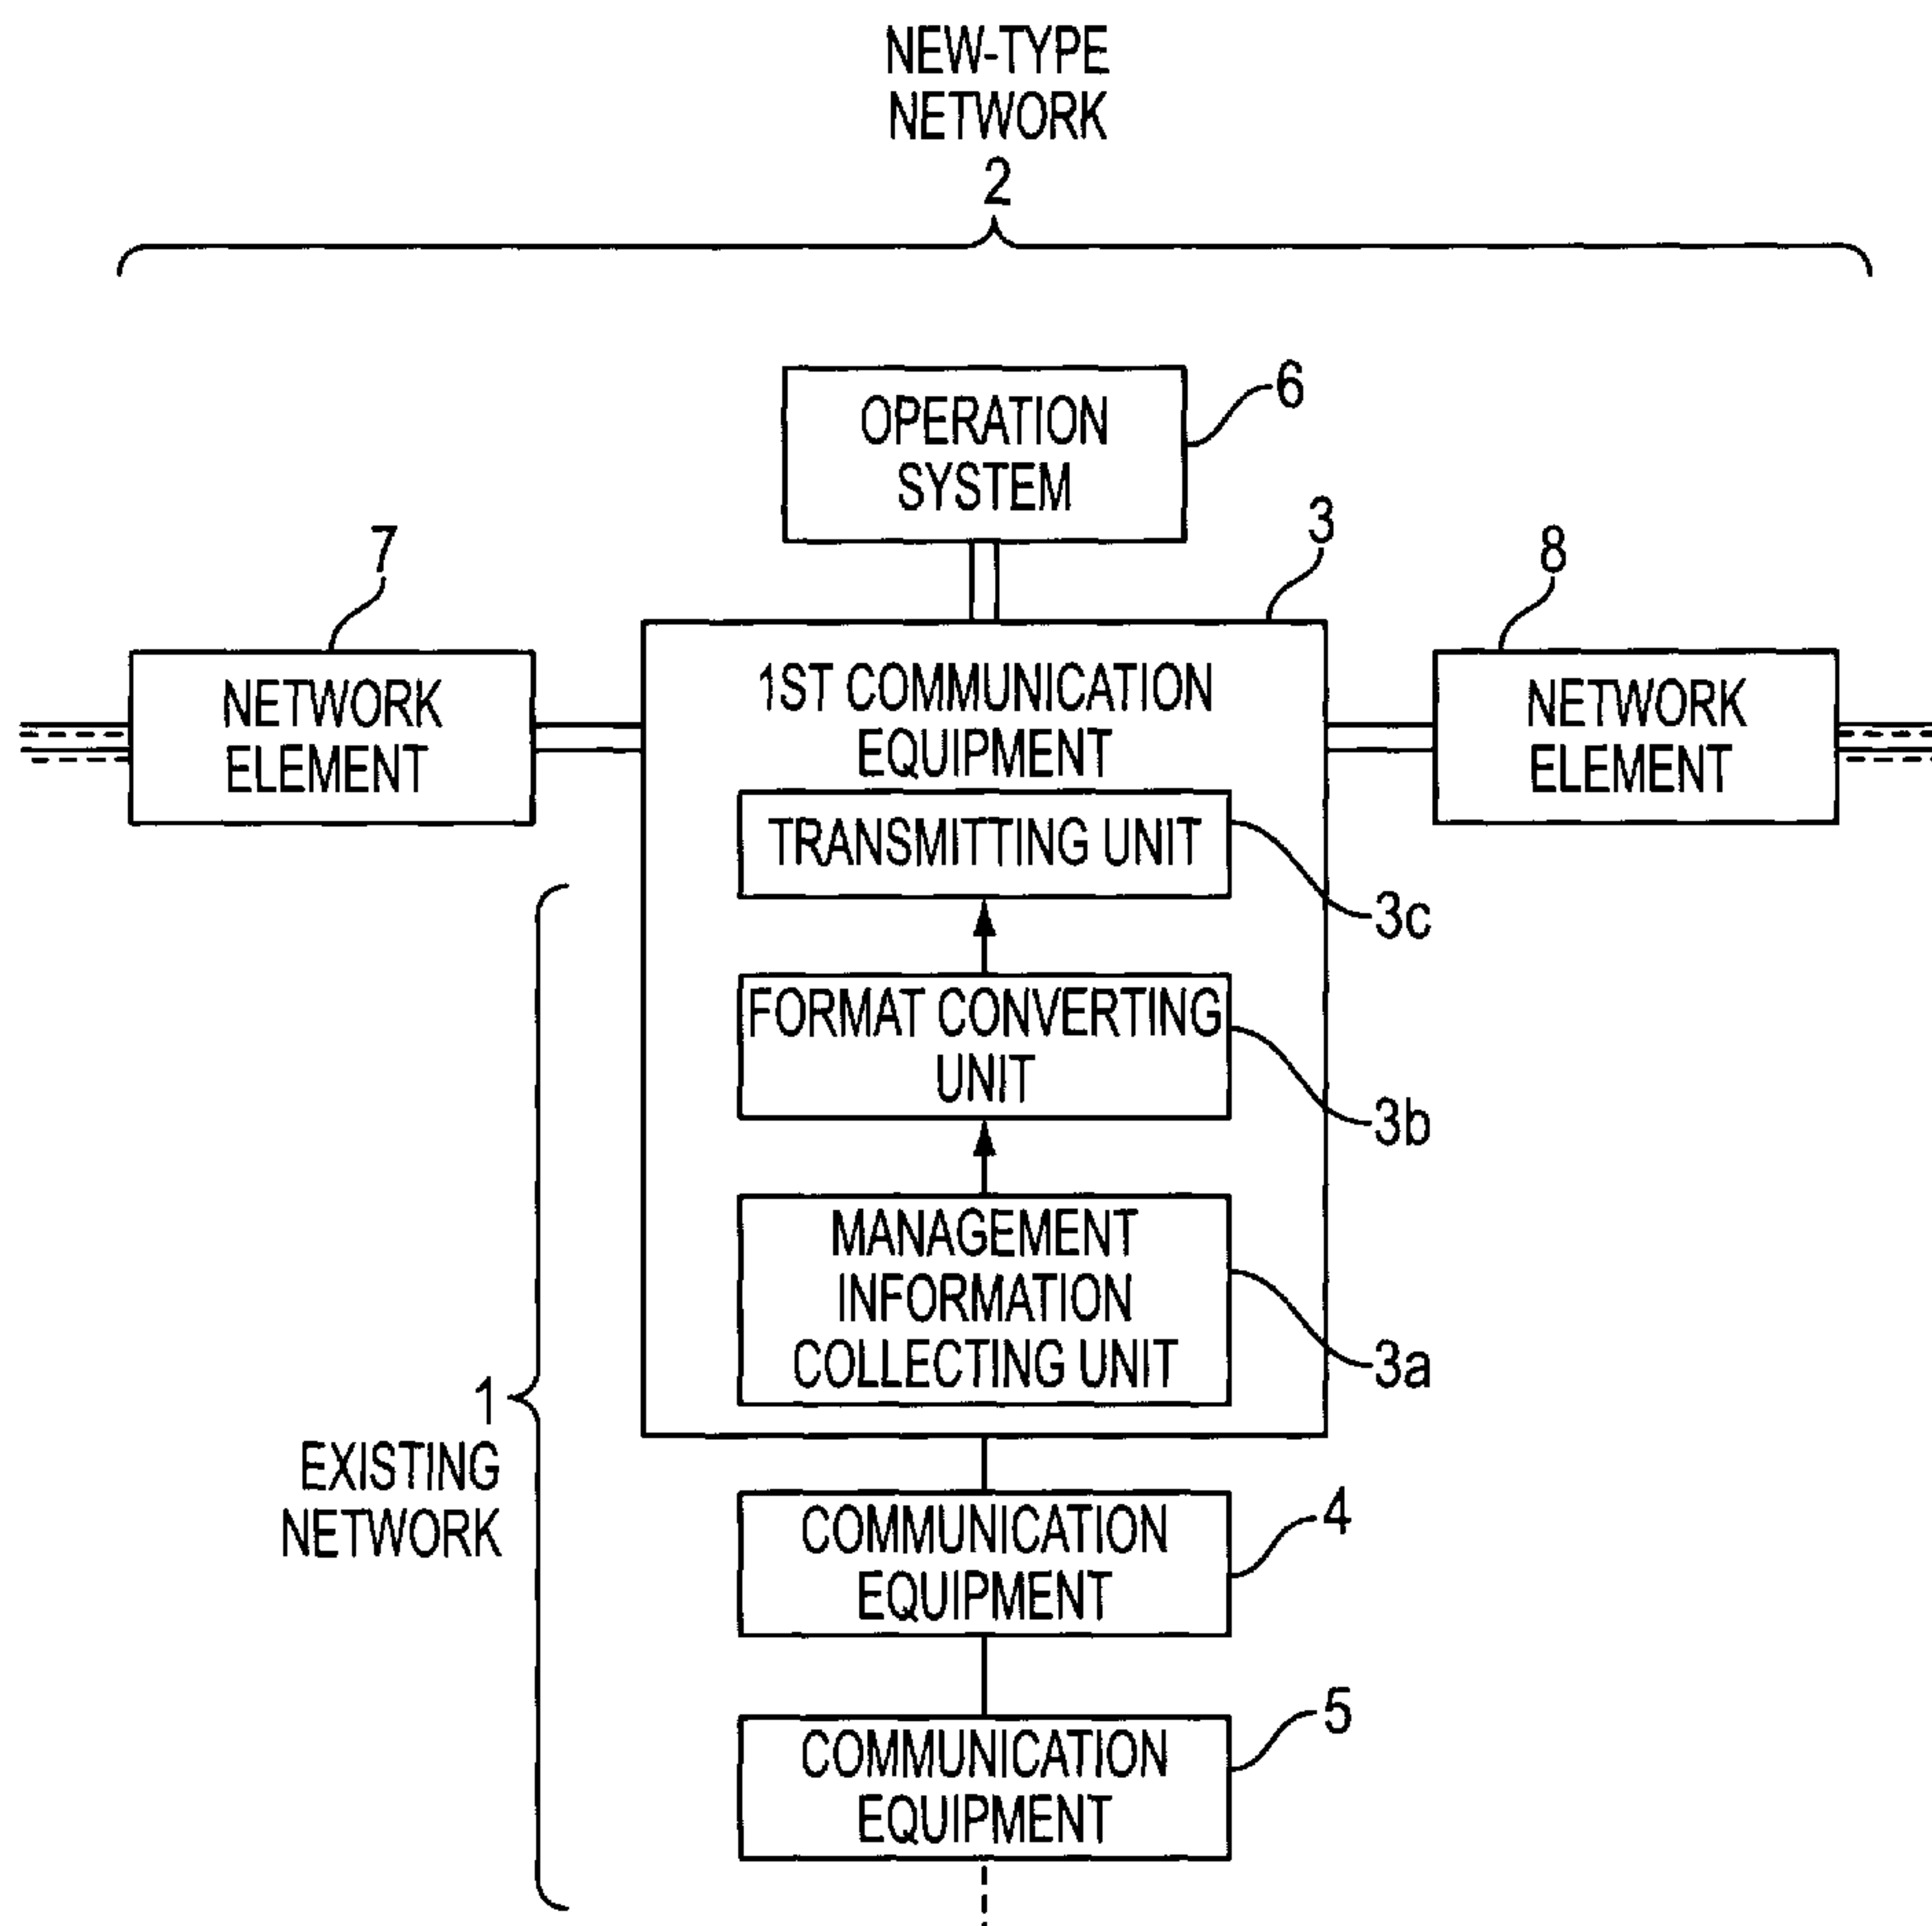 NEW-TYPE
NETWORK
2
OPERATION
SYSTEM
6
7
3
8
NETWORK
ELEMENT
1ST COMMUNICATION
EQUIPMENT
NETWORK
ELEMENT
TRANSMITTING UNIT
3c
FORMAT CONVERTING
UNIT
3b
MANAGEMENT
INFORMATION
COLLECTING UNIT
3a
1
EXISTING
NETWORK
COMMUNICATION
EQUIPMENT
4
COMMUNICATION
EQUIPMENT
5